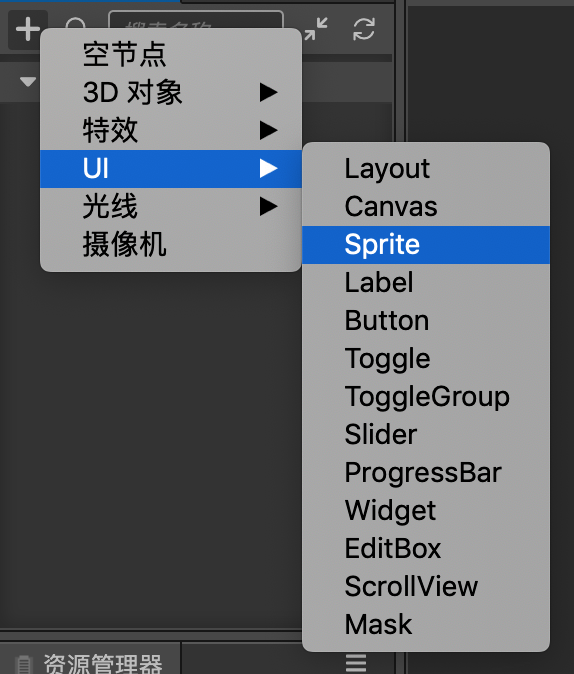 空节点
3D 对象
特效
UI
光线
摄像机
Layout
Canvas
Sprite
Label
Button
Toggle
ToggleGroup
Slider
ProgressBar
Widget
EditBox
ScrollView
Mask
资源管理器